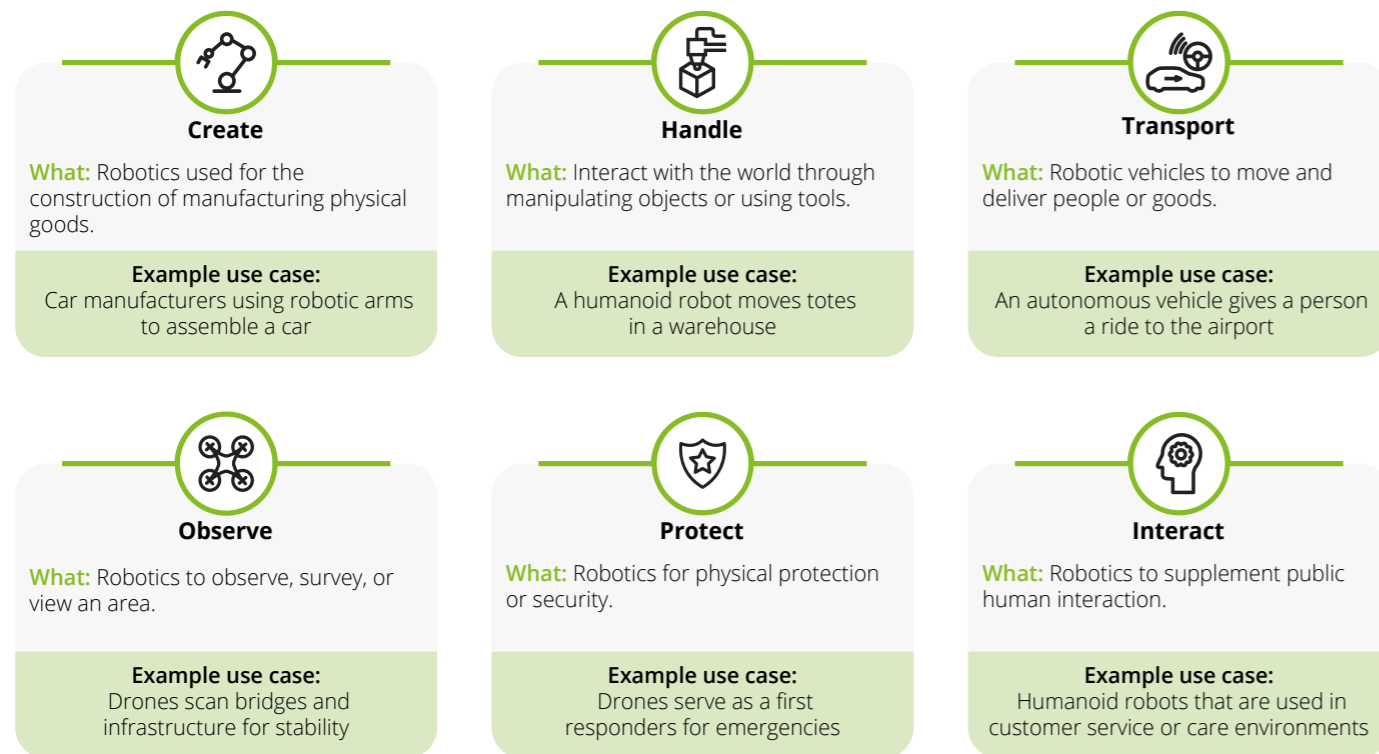 Create
What: Robotics used for the
construction of manufacturing physical
goods.
Example use case:
Car manufacturers using robotic arms
to assemble a car
Handle
What: Interact with the world through
manipulating objects or using tools.
Example use case:
A humanoid robot moves totes
in a warehouse
Transport
What: Robotic vehicles to move and
deliver people or goods.
Example use case:
An autonomous vehicle gives a person
a ride to the airport
Observe
What: Robotics to observe, survey, or
view an area.
Example use case:
Drones scan bridges and
infrastructure for stability
Protect
What: Robotics for physical protection
or security.
Example use case:
Drones serve as a first
responders for emergencies
Interact
What: Robotics to supplement public
human interaction.
Example use case:
Humanoid robots that are used in
customer service or care environments